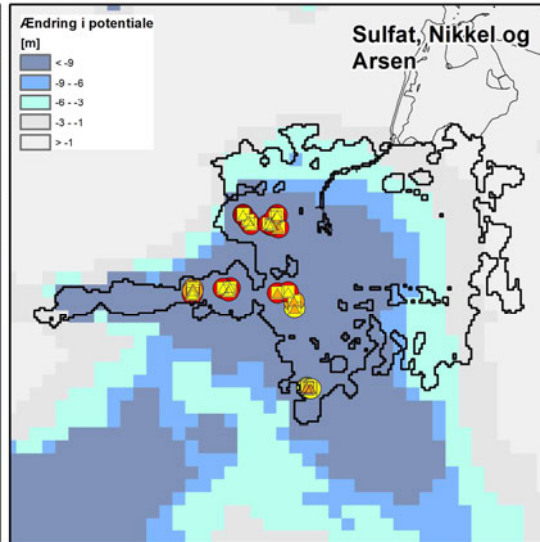 Ændring i potentiale
[m]
< -9
-9 - -6
-6 - -3
-3 - -1
> -1
Sulfat, Nikkel og
Arsen